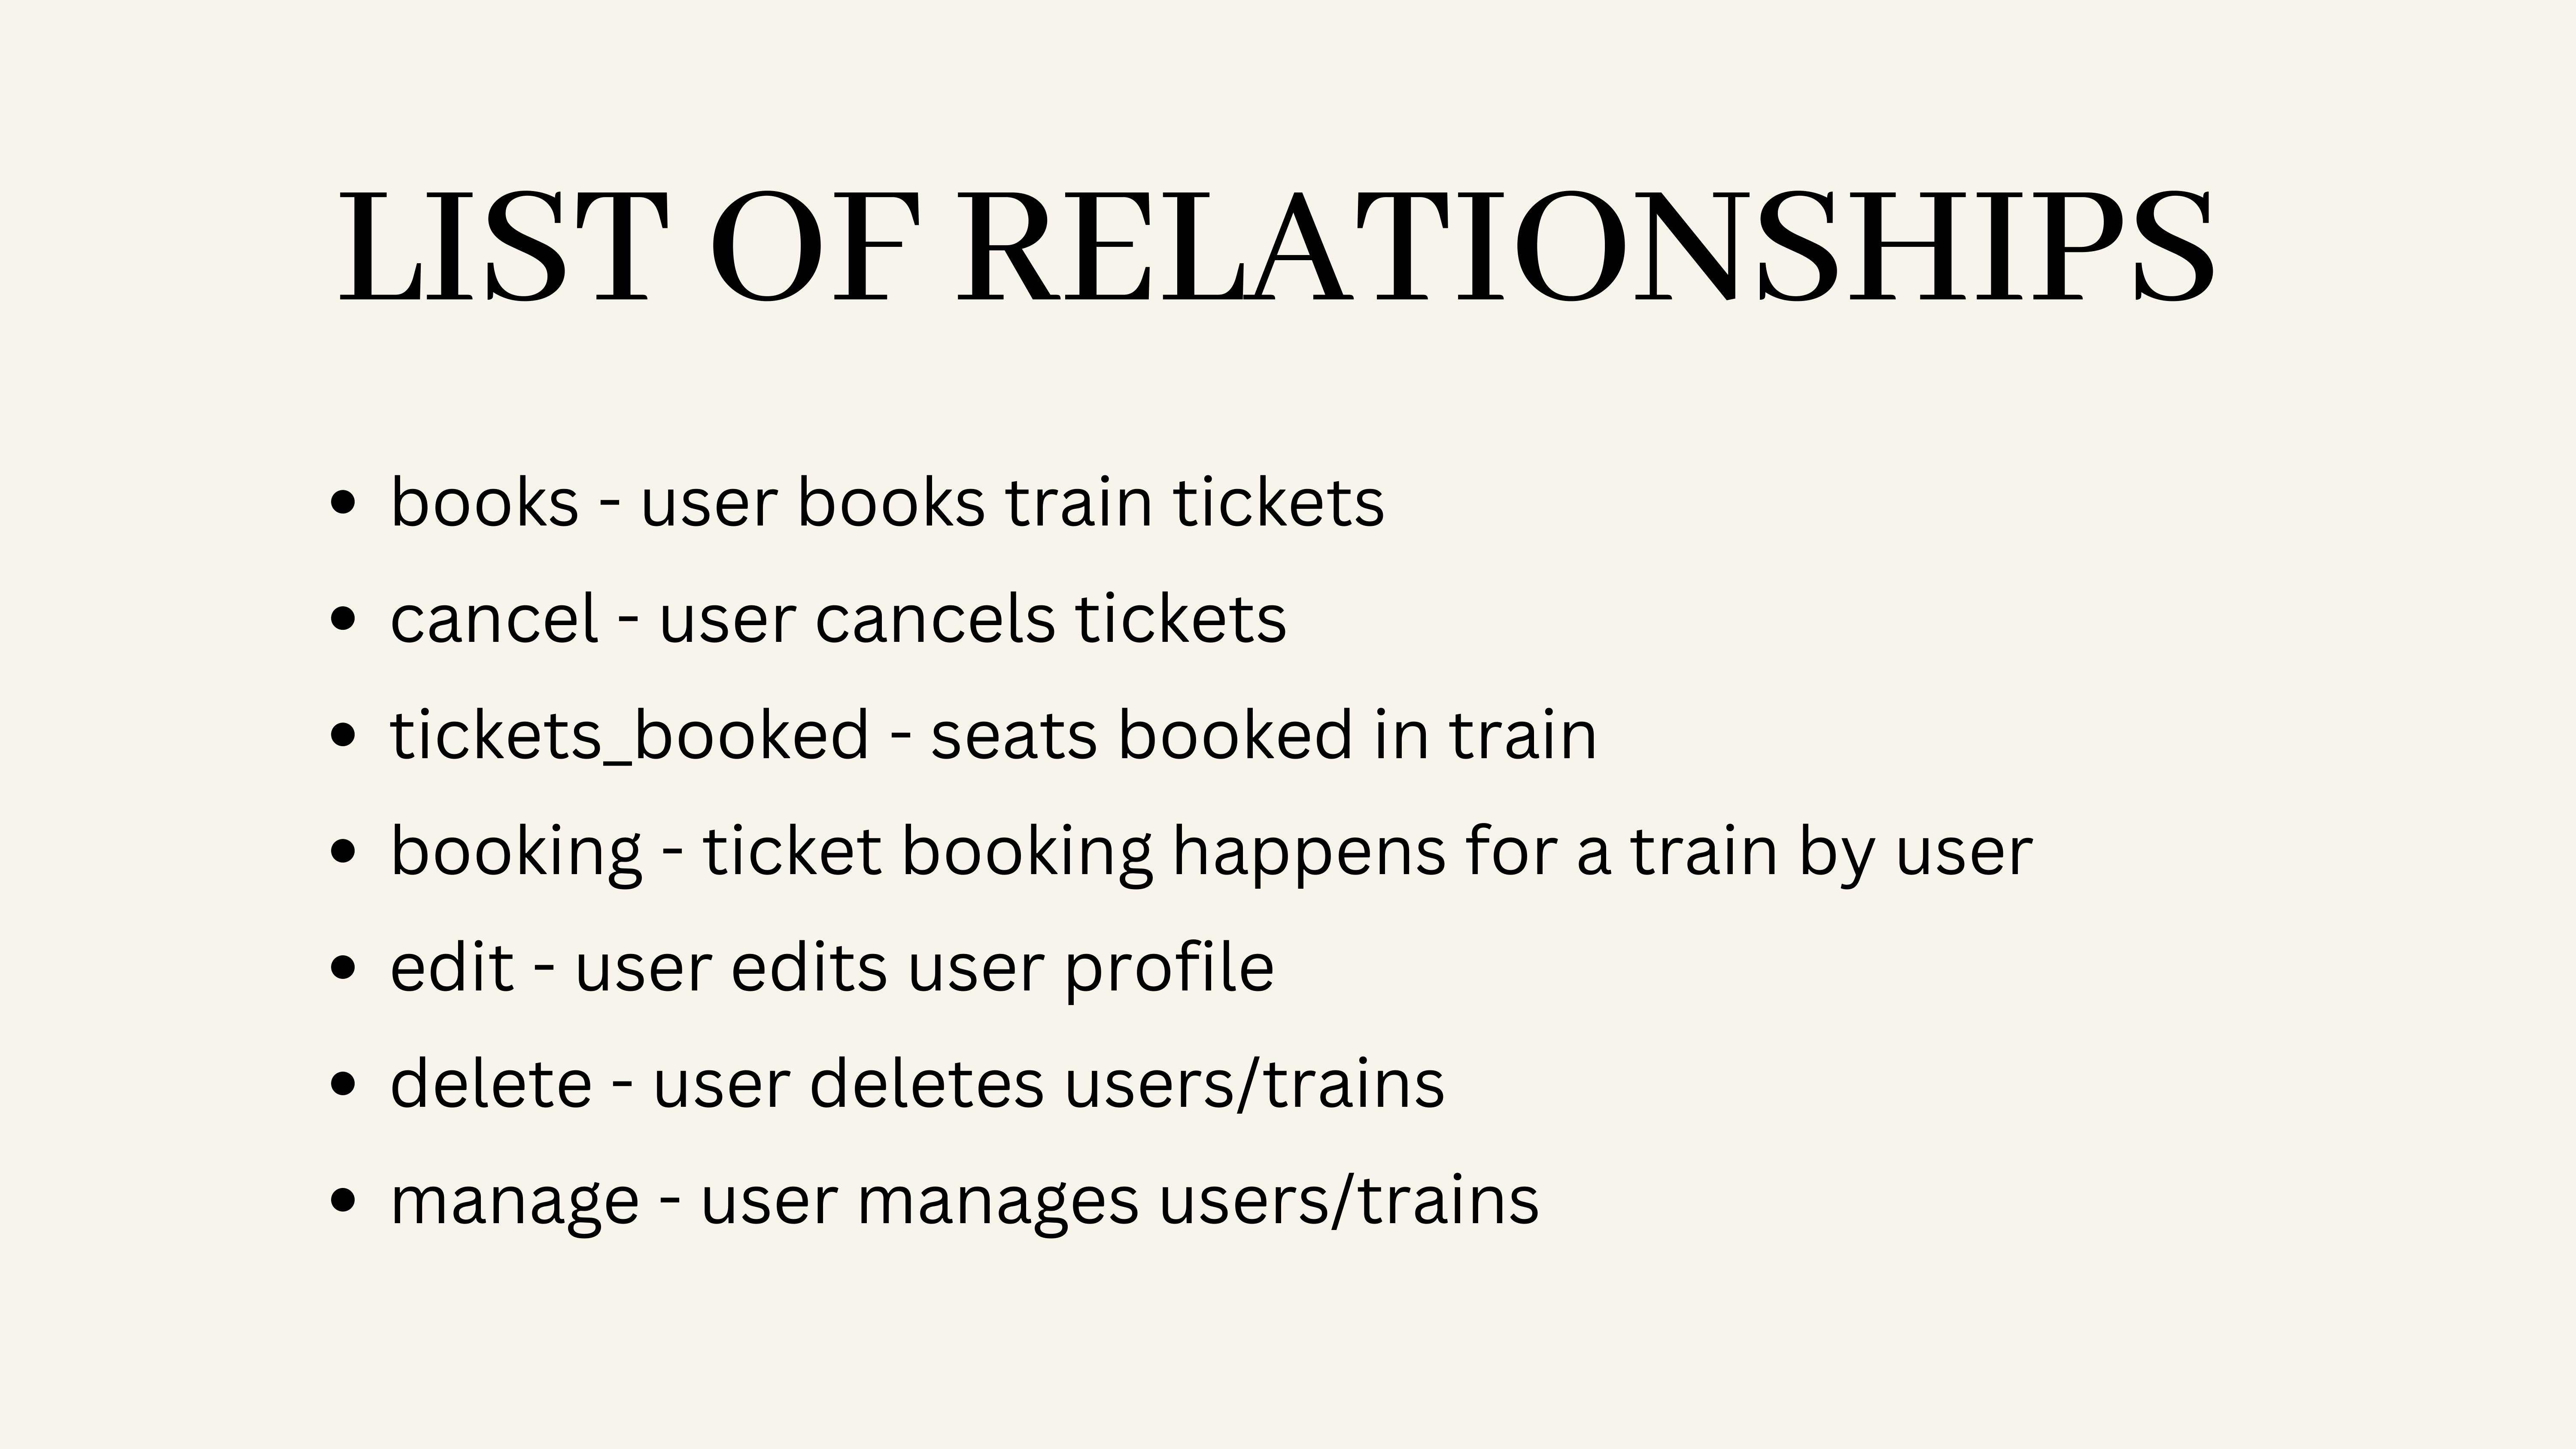 LIST OF RELATIONSHIPS
• books - user books train tickets
• cancel - user cancels tickets
• tickets_booked - seats booked in train
• booking - ticket booking happens for a train by user
• edit - user edits user profile
• delete - user deletes users/trains
• manage - user manages users/trains